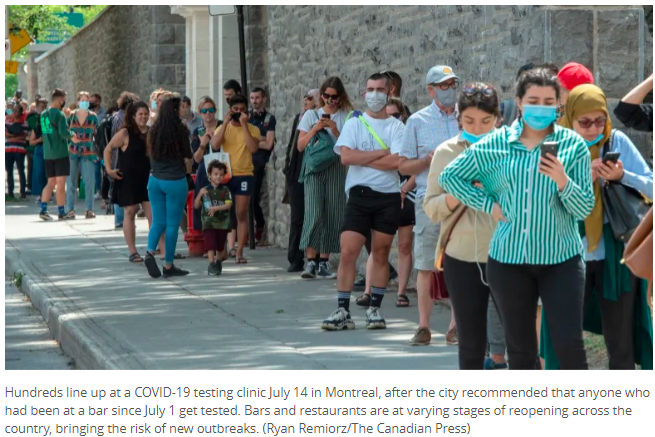 9
Hundreds line up at a COVID-19 testing clinic July 14 in Montreal, after the city recommended that anyone who
had been at a bar since July 1 get tested. Bars and restaurants are at varying stages of reopening across the
country, bringing the risk of new outbreaks. (Ryan Remiorz/The Canadian Press)